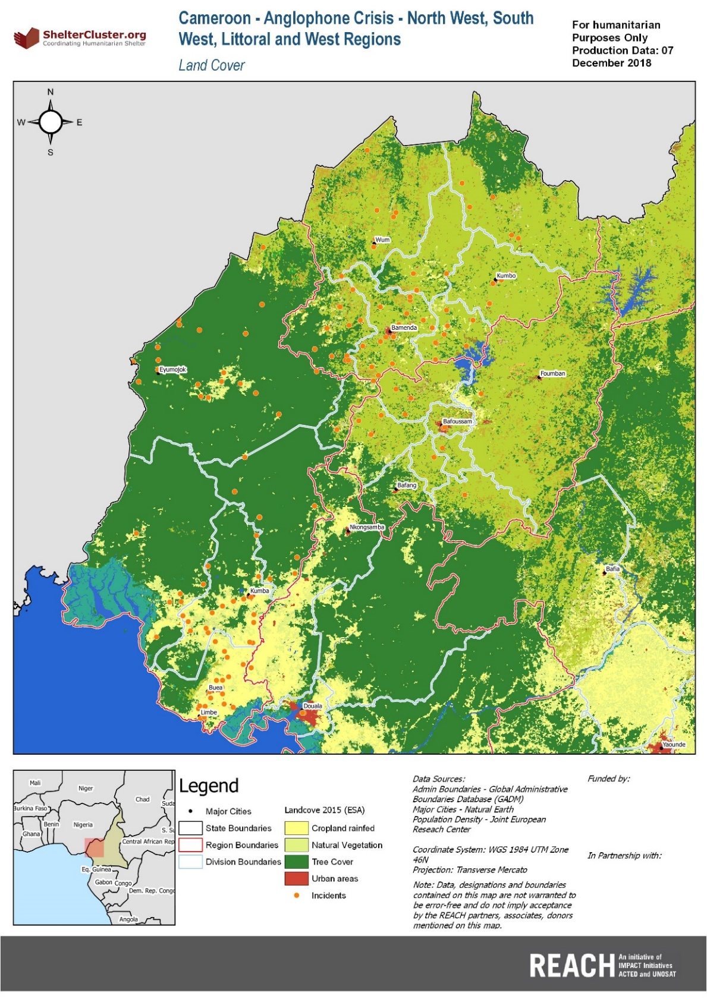 ShelterCluster.org
Coordinating Humanitarian Shelter
Cameroon - Anglophone Crisis - North West, South
West, Littoral and West Regions
Land Cover
For humanitarian
Purposes Only
Production Data: 07
December 2018
N
W
E
S
Wum
Kumbo
Bamenda
Eyumojok
Foumban
Bafoussam
Bafang
Nkongsamba
Bafia
Kumba
Buea
Limbe
Douala
Yaounde
Mali
Niger
Chad
Suda
Burkina Faso
Benin
Nigeria
Ghana
S. Su
Central African Rep
Eq. Guinea
Gabon
Congo
Dem. Rep. Congo
Angola
Legend
Major Cities
State Boundaries
Region Boundaries
Division Boundaries
Landcove 2015 (ESA)
Cropland rainfed
Natural Vegetation
Tree Cover
Urban areas
Incidents
Data Sources:
Admin Boundaries - Global Administrative
Boundaries Database (GADM)
Major Cities - Natural Earth
Population Density - Joint European
Reseach Center
Coordinate System: WGS 1984 UTM Zone
46N
Projection: Transverse Mercato
Note: Data, designations and boundaries
contained on this map are not warranted to
be error-free and do not imply acceptance
by the REACH partners, associates, donors
mentioned on this map.
Funded by:
In Partnership with:
REACH
An initiative of
IMPACT Initiatives
ACTED and UNOSAT